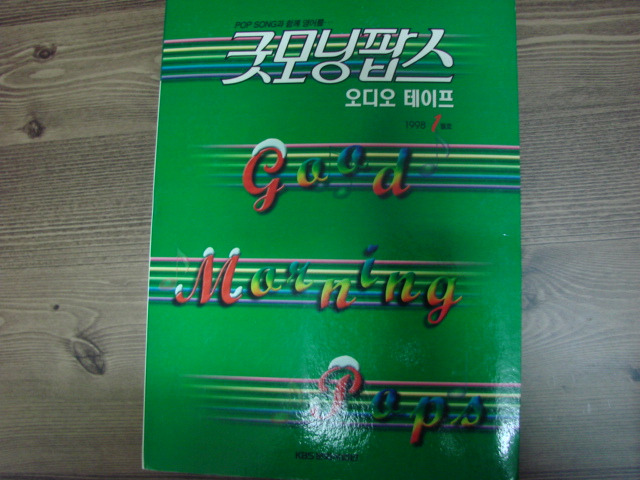 POP SONG과 함께 영어를…
굿모닝팝스
오디오 테이프
1998 1월호
Good
Morning
Pops
KBS